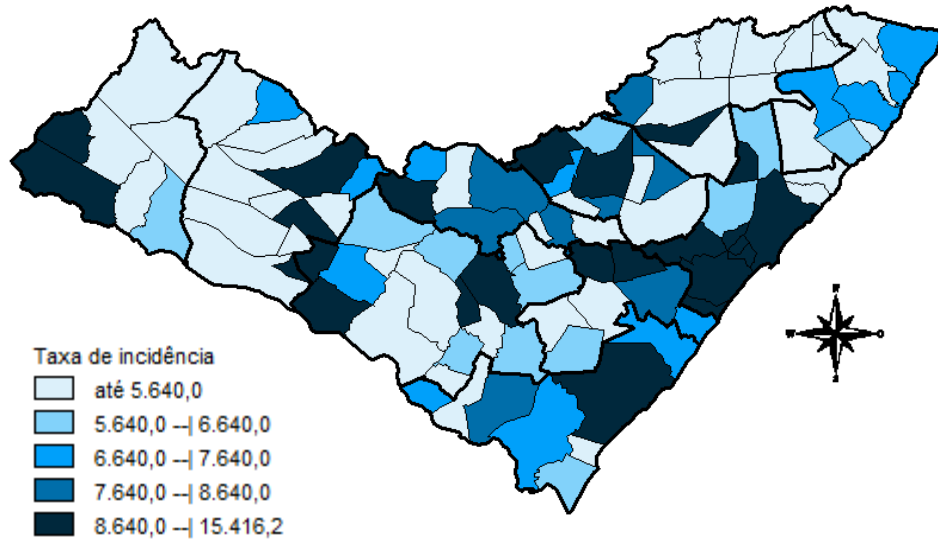 Taxa de incidência
até 5.640,0
5.640,0 --| 6.640,0
6.640,0 --| 7.640,0
7.640,0 --| 8.640,0
8.640,0 --| 15.416,2
W
O
S